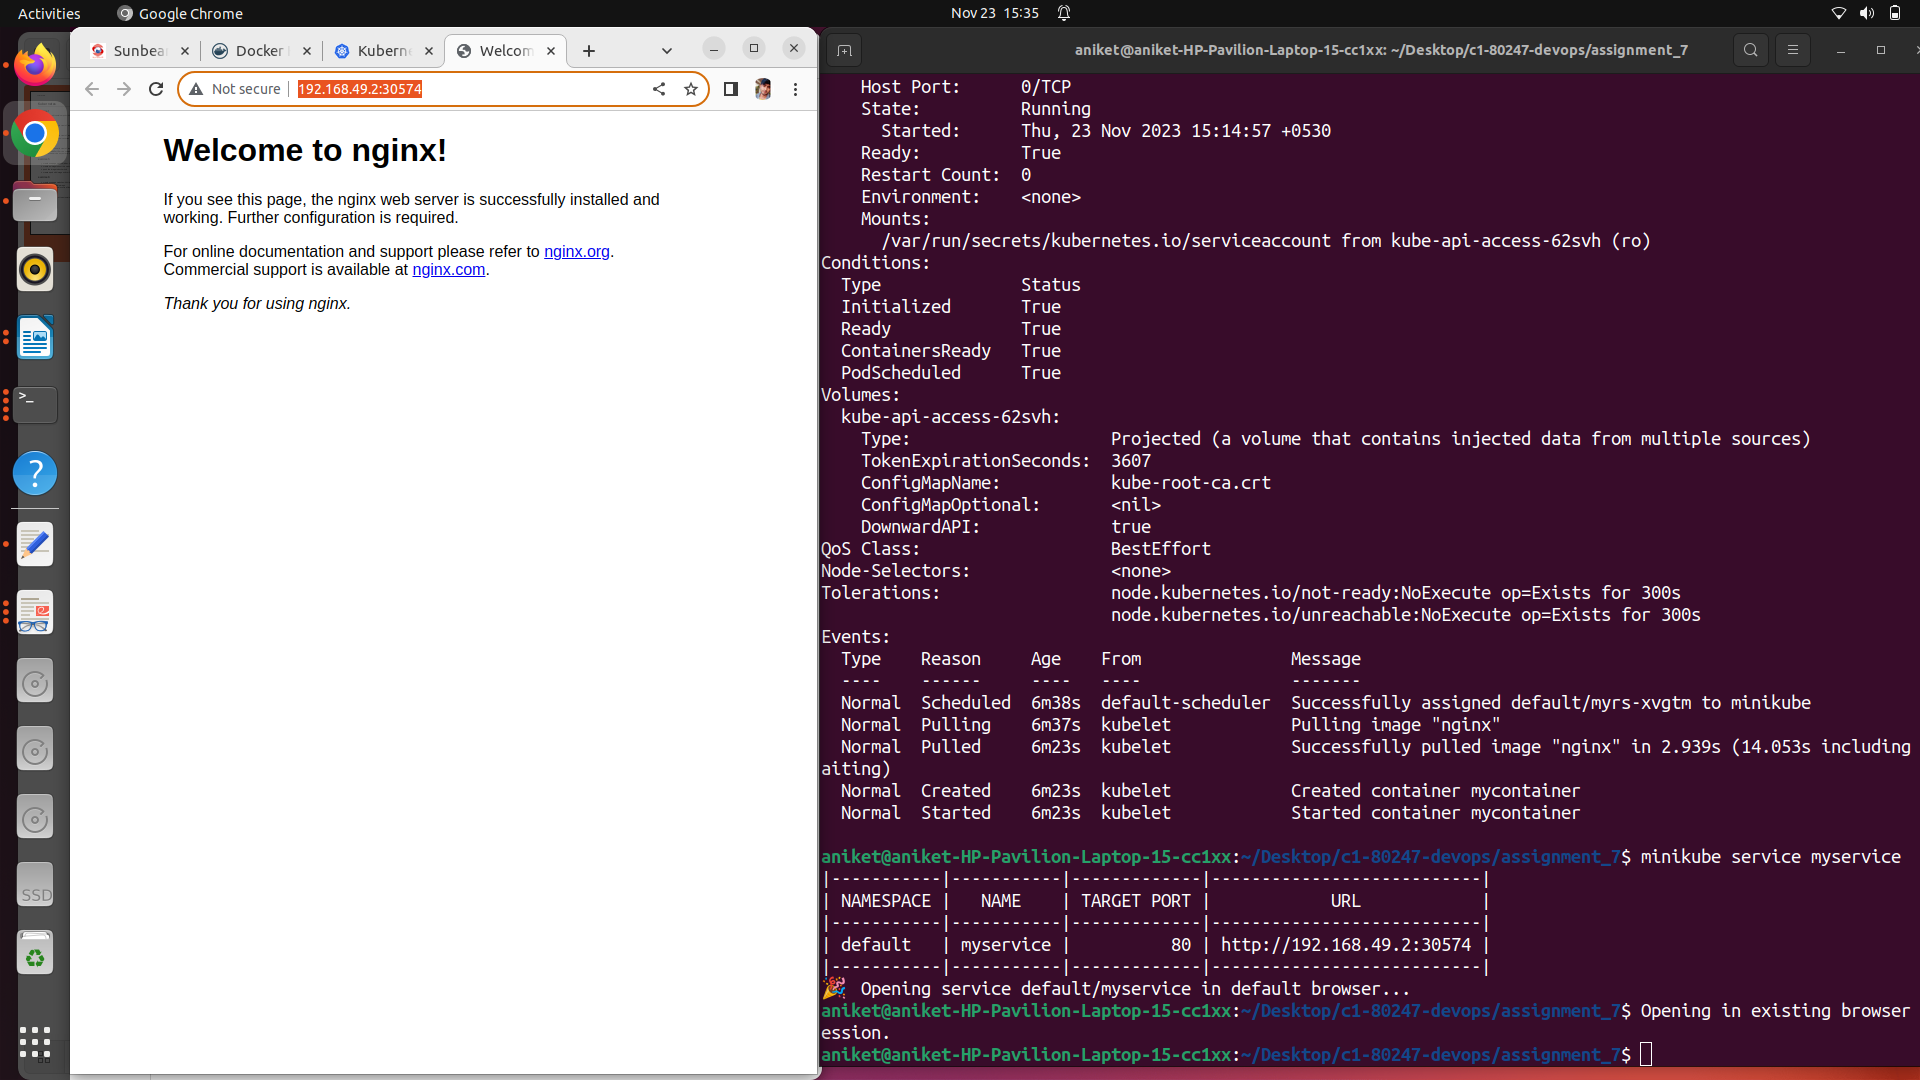 Activities
Google Chrome
Nov 23 15:35
Sunbea
Docker
Kubern
Welcom
Not secure
192.168.49.2:30574
Welcome to nginx!
If you see this page, the nginx web server is successfully installed and
working. Further configuration is required.
For online documentation and support please refer to nginx.org.
Commercial support is available at nginx.com.
Thank you for using nginx.
SSD
aniket@aniket-HP-Pavilion-Laptop-15-cc1xx: ~/Desktop/c1-80247-devops/assignment_7
Host Port: 0/TCP
State: Running
Started: Thu, 23 Nov 2023 15:14:57 +0530
Ready: True
Restart Count: 0
Environment: <none>
Mounts:
/var/run/secrets/kubernetes.io/serviceaccount from kube-api-access-62svh (ro)
Conditions:
Type Status
Initialized True
Ready True
ContainersReady True
PodScheduled True
Volumes:
kube-api-access-62svh:
Type: Projected (a volume that contains injected data from multiple sources)
TokenExpirationSeconds: 3607
ConfigMapName: kube-root-ca.crt
ConfigMapOptional: <nil>
DownwardAPI: true
QoS Class: BestEffort
Node-Selectors: <none>
Tolerations: node.kubernetes.io/not-ready:NoExecute op=Exists for 300s
node.kubernetes.io/unreachable:NoExecute op=Exists for 300s
Events:
Type Reason Age From Message
---- ------ ---- ---- -------
Normal Scheduled 6m38s default-scheduler Successfully assigned default/myrs-xvgtm to minikube
Normal Pulling 6m37s kubelet Pulling image "nginx"
Normal Pulled 6m23s kubelet Successfully pulled image "nginx" in 2.939s (14.053s including
aiting)
Normal Created 6m23s kubelet Created container mycontainer
Normal Started 6m23s kubelet Started container mycontainer
aniket@aniket-HP-Pavilion-Laptop-15-cc1xx:~/Desktop/c1-80247-devops/assignment_7$ minikube service myservice
|-----------|-----------|-------------|---------------------------|
| NAMESPACE | NAME | TARGET PORT | URL |
|-----------|-----------|-------------|---------------------------|
| default | myservice | 80 | http://192.168.49.2:30574 |
|-----------|-----------|-------------|---------------------------|
🎉 Opening service default/myservice in default browser...
aniket@aniket-HP-Pavilion-Laptop-15-cc1xx:~/Desktop/c1-80247-devops/assignment_7$ Opening in existing browser
ession.
aniket@aniket-HP-Pavilion-Laptop-15-cc1xx:~/Desktop/c1-80247-devops/assignment_7$